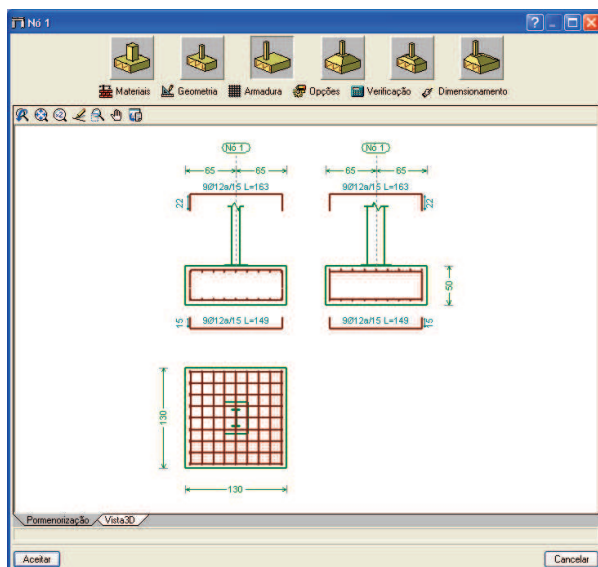 Nó 1
Materiais Geometria Armadura Opções Verificação Dimensionamento
Nó 1 Nó 1
65 65 65 65
9Ø12a/15 L=163 9Ø12a/15 L=163
22 22
50
9Ø12a/15 L=149 9Ø12a/15 L=149
15 15
130
130
Pormenorização Vista3D
Aceitar Cancelar